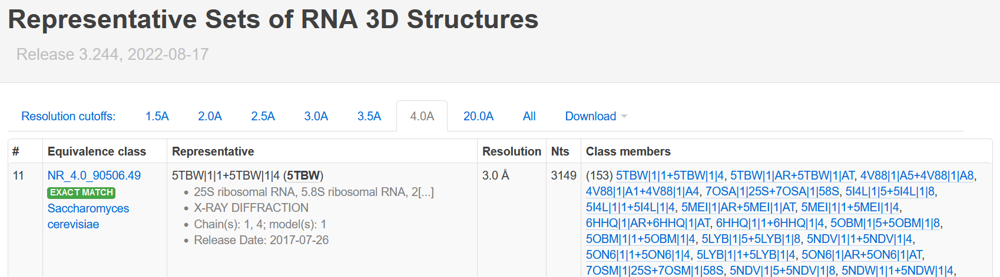 Representative Sets of RNA 3D Structures
Release 3.244, 2022-08-17
Resolution cutoffs: 1.5A 2.0A 2.5A 3.0A 3.5A 4.0A 20.0A All Download
# Equivalence class Representative Resolution Nts Class members
11 NR_4.0_90506.49 5TBW|1|1+5TBW|1|4 (5TBW) 3.0 Å 3149 (153) 5TBW|1|1+5TBW|1|4, 5TBW|1|AR+5TBW|1|AT, 4V88|1|A5+4V88|1|A8,
EXACT MATCH • 25S ribosomal RNA, 5.8S ribosomal RNA, 2[...] 4V88|1|A1+4V88|1|A4, 7OSA|1|25S+7OSA|1|58S, 5I4L|1|5+5I4L|1|8,
Saccharomyces • X-RAY DIFFRACTION 5I4L|1|1+5I4L|1|4, 5MEI|1|AR+5MEI|1|AT, 5MEI|1|1+5MEI|1|4,
cerevisiae • Chain(s): 1, 4; model(s): 1 6HHQ|1|AR+6HHQ|1|AT, 6HHQ|1|1+6HHQ|1|4, 5OBM|1|5+5OBM|1|8,
• Release Date: 2017-07-26 5OBM|1|1+5OBM|1|4, 5LYB|1|5+5LYB|1|8, 5NDV|1|1+5NDV|1|4,
5ON6|1|1+5ON6|1|4, 5LYB|1|1+5LYB|1|4, 5ON6|1|AR+5ON6|1|AT,
7OSM|1|25S+7OSM|1|58S, 5NDV|1|5+5NDV|1|8, 5NDW|1|1+5NDW|1|4,